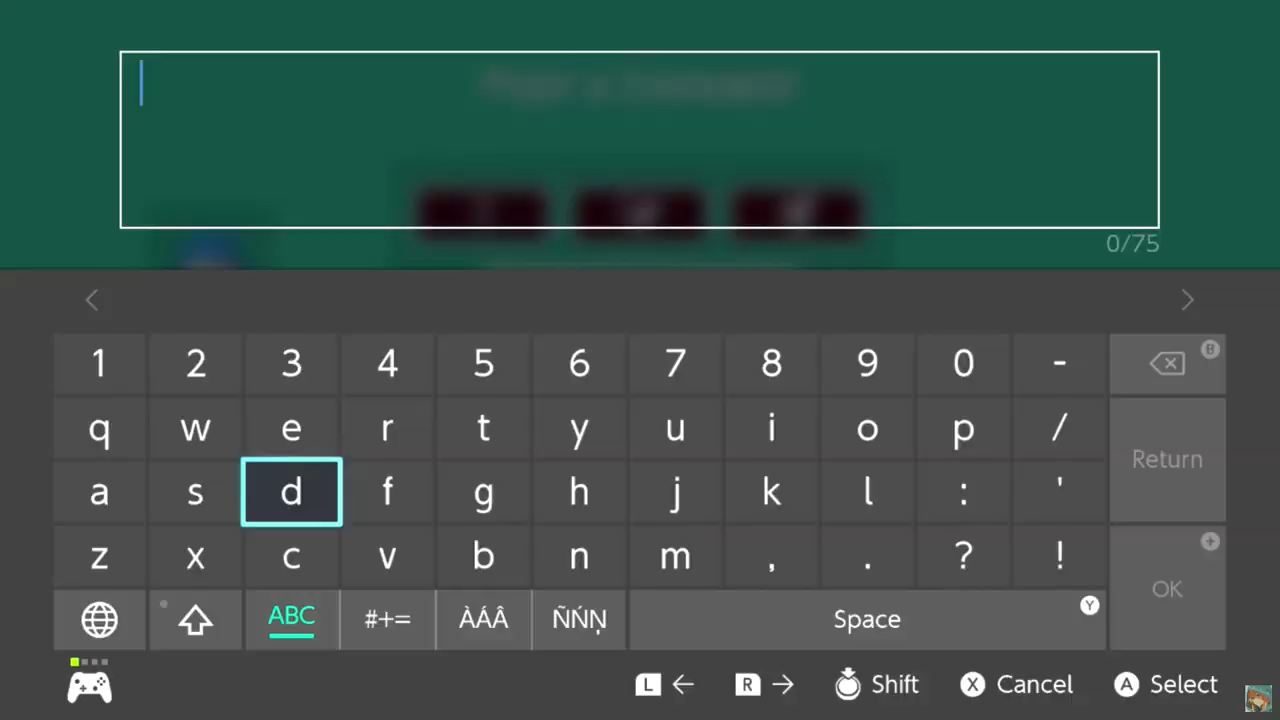 0/75
1 2 3 4 5 6 7 8 9 0 -
B
q w e r t y u i o p /
Return
a s d f g h j k l : '
z x c v b n m , . ? !
+
OK
ABC #+= ÀÁÂ ÑŃŅ Space
Y
L ← R → Shift X Cancel A Select